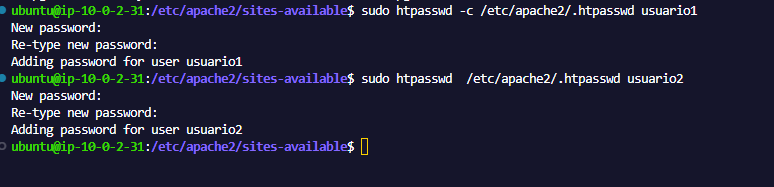 ubuntu@ip-10-0-2-31:/etc/apache2/sites-available$ sudo htpasswd -c /etc/apache2/.htpasswd usuario1
New password:
Re-type new password:
Adding password for user usuario1
ubuntu@ip-10-0-2-31:/etc/apache2/sites-available$ sudo htpasswd  /etc/apache2/.htpasswd usuario2
New password:
Re-type new password:
Adding password for user usuario2
ubuntu@ip-10-0-2-31:/etc/apache2/sites-available$